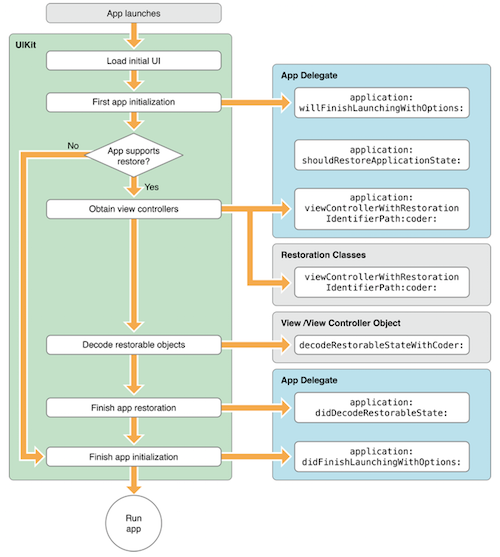 App launches
UIKit
Load initial UI
First app initialization
App supports
restore?
No
Yes
Obtain view controllers
Decode restorable objects
Finish app restoration
Finish app initialization
Run
app
App Delegate
application:
willFinishLaunchingWithOptions:
application:
shouldRestoreApplicationState:
application:
viewControllerWithRestoration
IdentifierPath:coder:
Restoration Classes
viewControllerWithRestoration
IdentifierPath:coder:
View /View Controller Object
decodeRestorableStateWithCoder:
App Delegate
application:
didDecodeRestorableState:
application:
didFinishLaunchingWithOptions: